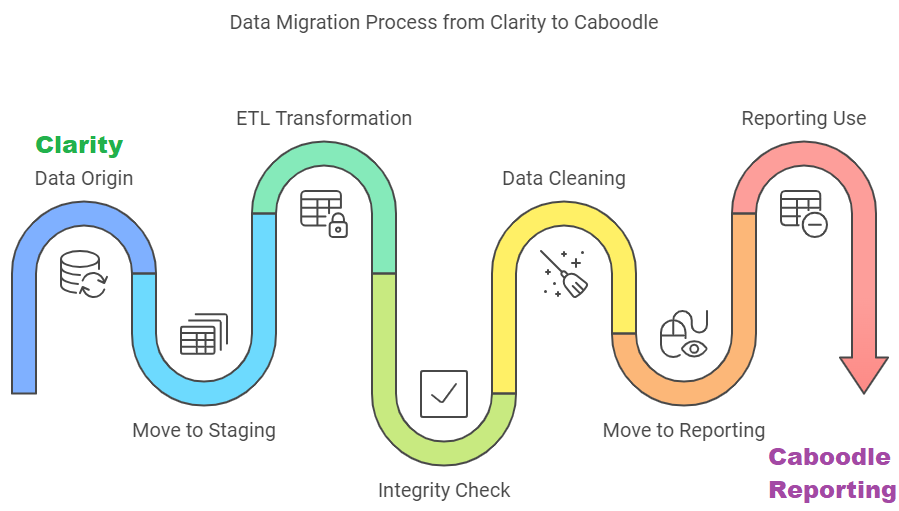 Data Migration Process from Clarity to Caboodle
Clarity
Data Origin
Move to Staging
ETL Transformation
Integrity Check
Data Cleaning
Move to Reporting
Reporting Use
Caboodle
Reporting